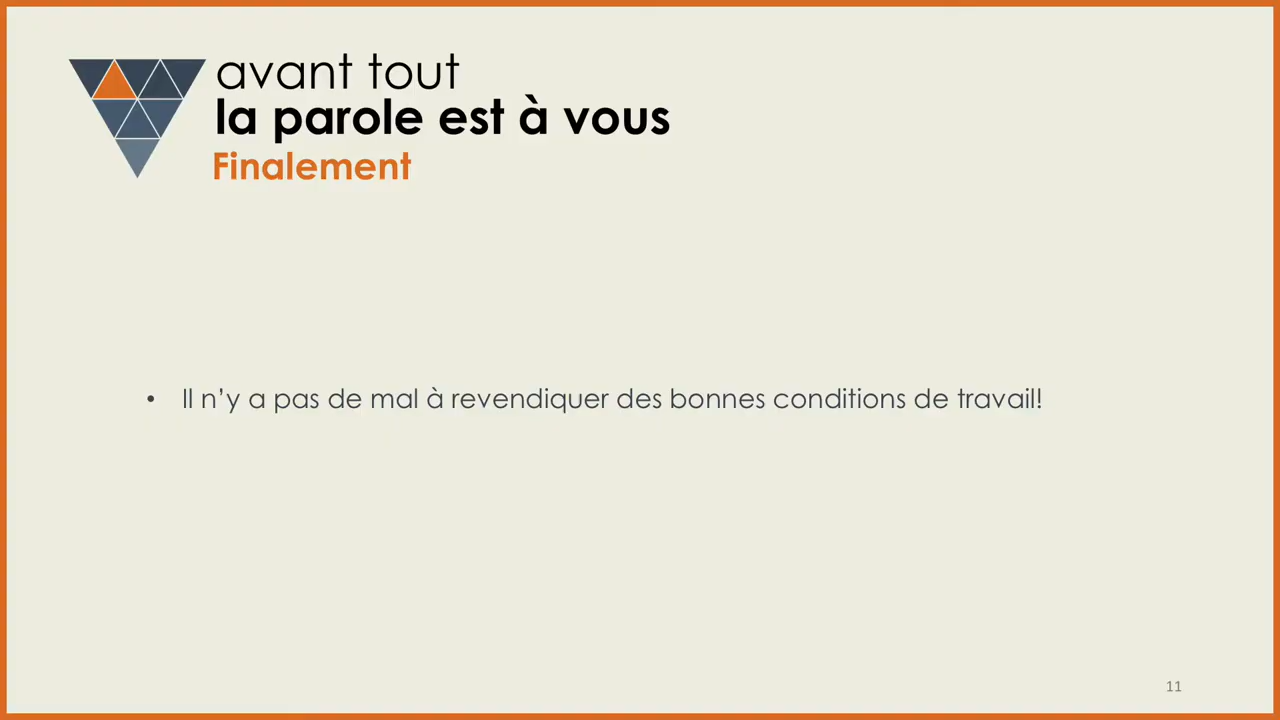 avant tout
la parole est à vous
Finalement
• Il n’y a pas de mal à revendiquer des bonnes conditions de travail!
11